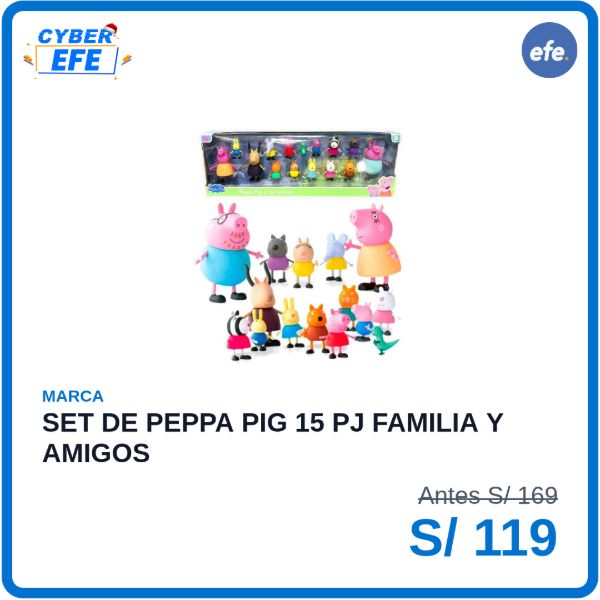 CYBER
EFE
efe.
MARCA
SET DE PEPPA PIG 15 PJ FAMILIA Y
AMIGOS
Antes S/ 169
S/ 119